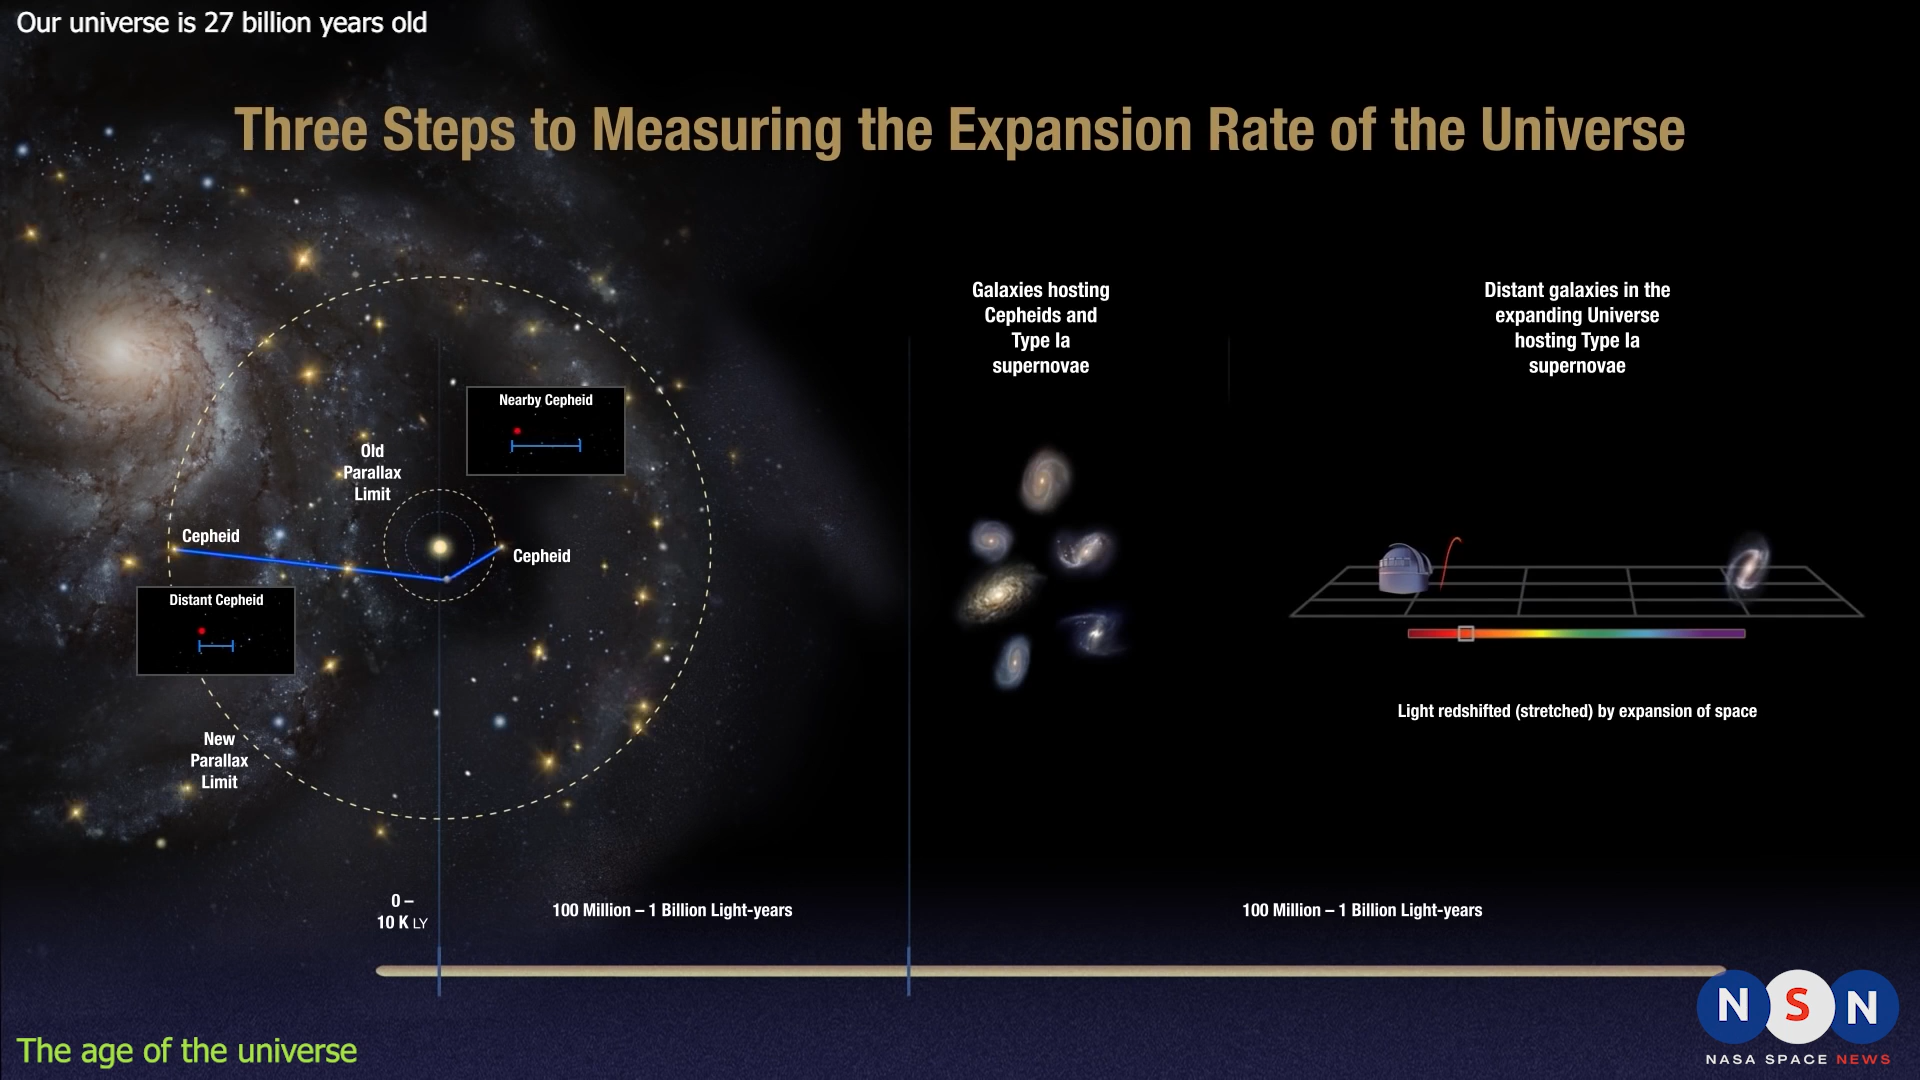 Our universe is 27 billion years old
Three Steps to Measuring the Expansion Rate of the Universe
Galaxies hosting
Cepheids and
Type Ia
supernovae
Distant galaxies in the
expanding Universe
hosting Type Ia
supernovae
Nearby Cepheid
Old
Parallax
Limit
Cepheid
Cepheid
Distant Cepheid
New
Parallax
Limit
Light redshifted (stretched) by expansion of space
0 –
10 K LY
100 Million – 1 Billion Light-years
100 Million – 1 Billion Light-years
The age of the universe
NSN
NASA SPACE NEWS